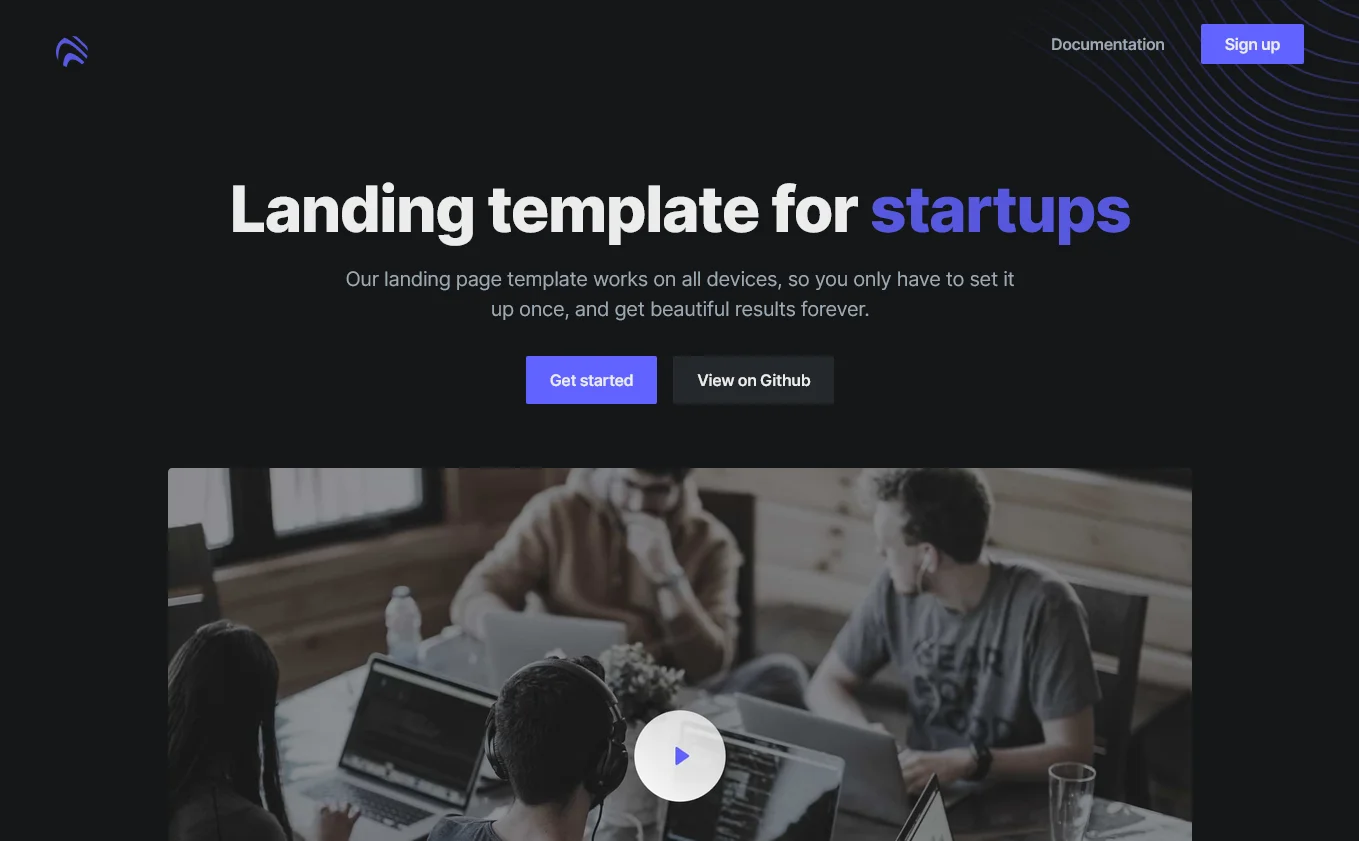 Documentation
Sign up
Landing template for startups
Our landing page template works on all devices, so you only have to set it
up once, and get beautiful results forever.
Get started
View on Github
GEAR